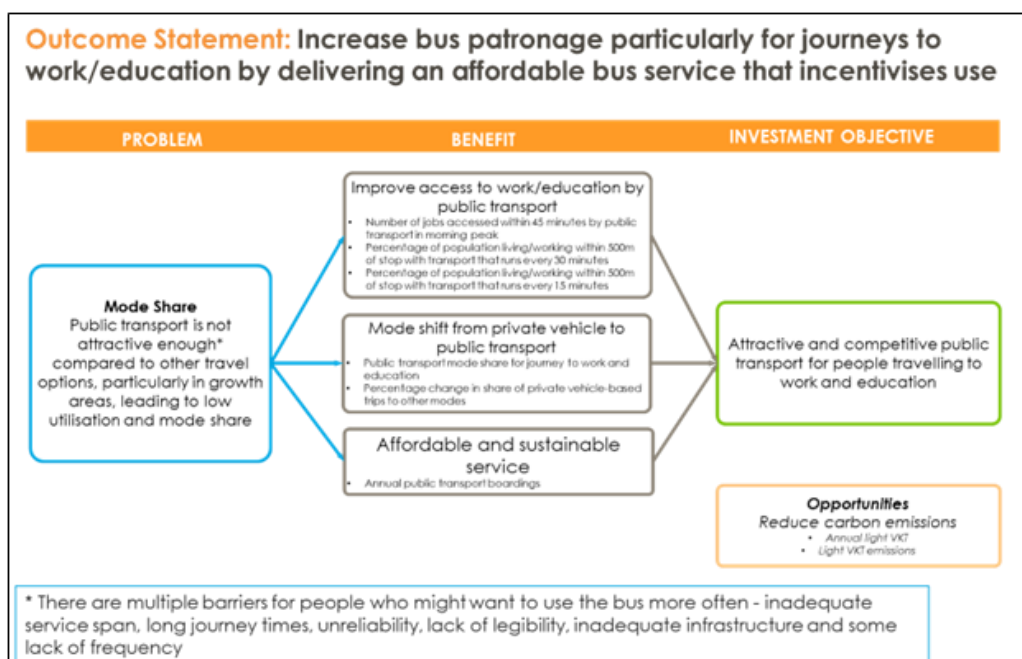 Outcome Statement: Increase bus patronage particularly for journeys to
work/education by delivering an affordable bus service that incentivises use
PROBLEM
BENEFIT
INVESTMENT OBJECTIVE
Mode Share
Public transport is not
attractive enough*
compared to other travel
options, particularly in growth
areas, leading to low
utilisation and mode share
Improve access to work/education by
public transport
• Number of jobs accessed within 45 minutes by public
transport in morning peak
• Percentage of population living/working within 500m
of stop with transport that runs every 30 minutes
• Percentage of population living/working within 500m
of stop with transport that runs every 15 minutes
Mode shift from private vehicle to
public transport
• Public transport mode share for journey to work and
education
• Percentage change in share of private vehicle-based
trips to other modes
Affordable and sustainable
service
• Annual public transport boardings
Attractive and competitive public
transport for people travelling to
work and education
Opportunities
Reduce carbon emissions
• Annual light VKT
• Light VKT emissions
* There are multiple barriers for people who might want to use the bus more often - inadequate
service span, long journey times, unreliability, lack of legibility, inadequate infrastructure and some
lack of frequency